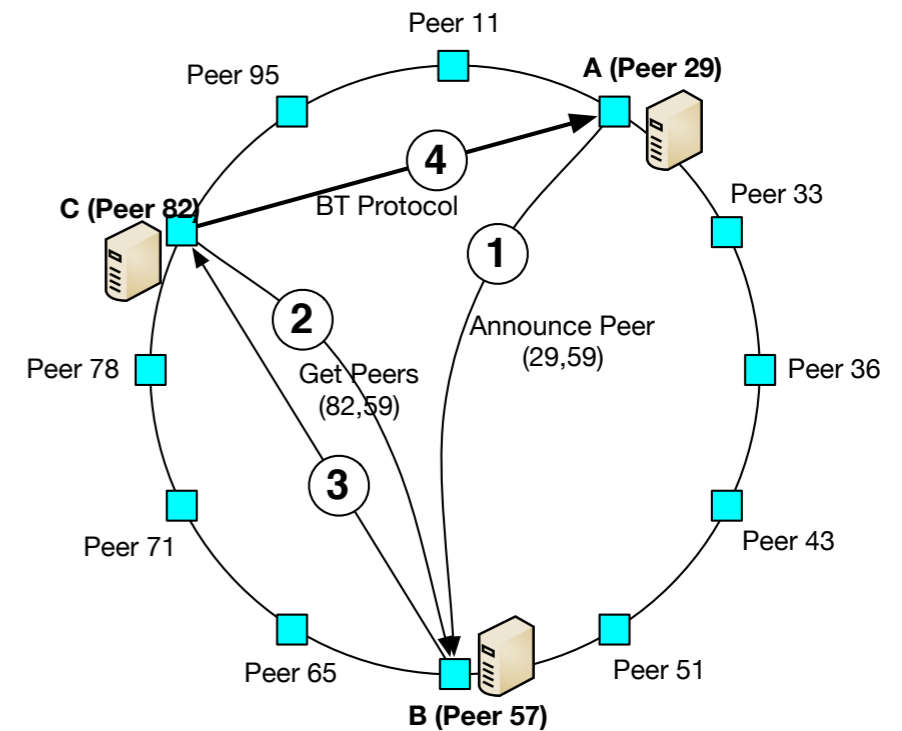 Peer 11
A (Peer 29)
Peer 95
4
Peer 33
C (Peer 82)
BT Protocol
1
2
Announce Peer
(29,59)
Peer 78
Get Peers
(82,59)
Peer 36
3
Peer 71
Peer 43
Peer 65
Peer 51
B (Peer 57)